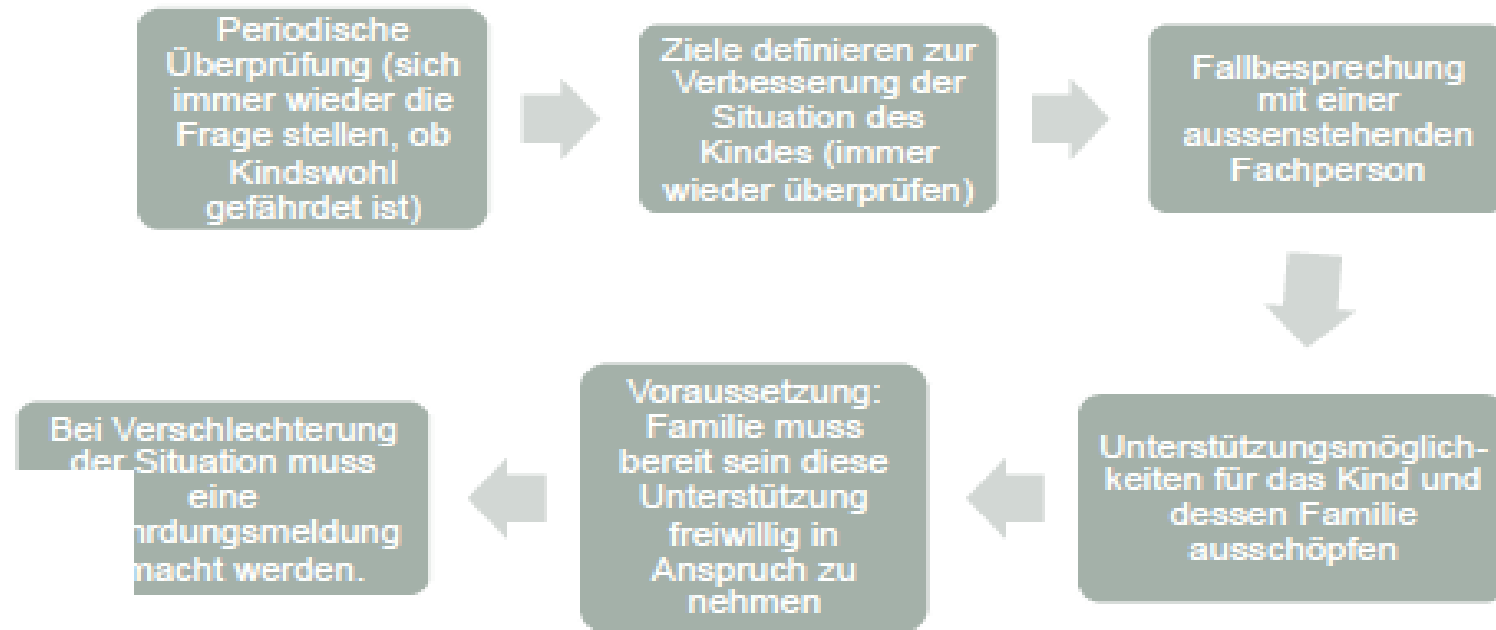 Periodische
Überprüfung (sich
immer wieder die
Frage stellen, ob
Kindswohl
gefährdet ist)
Ziele definieren zur
Verbesserung der
Situation des
Kindes (immer
wieder überprüfen)
Fallbesprechung
mit einer
aussenstehenden
Fachperson
Unterstützungsmöglich-
keiten für das Kind und
dessen Familie
ausschöpfen
Voraussetzung:
Familie muss
bereit sein diese
Unterstützung
freiwillig in
Anspruch zu
nehmen
Bei Verschlechterung
der Situation muss
eine
hrdungsmeldung
macht werden.